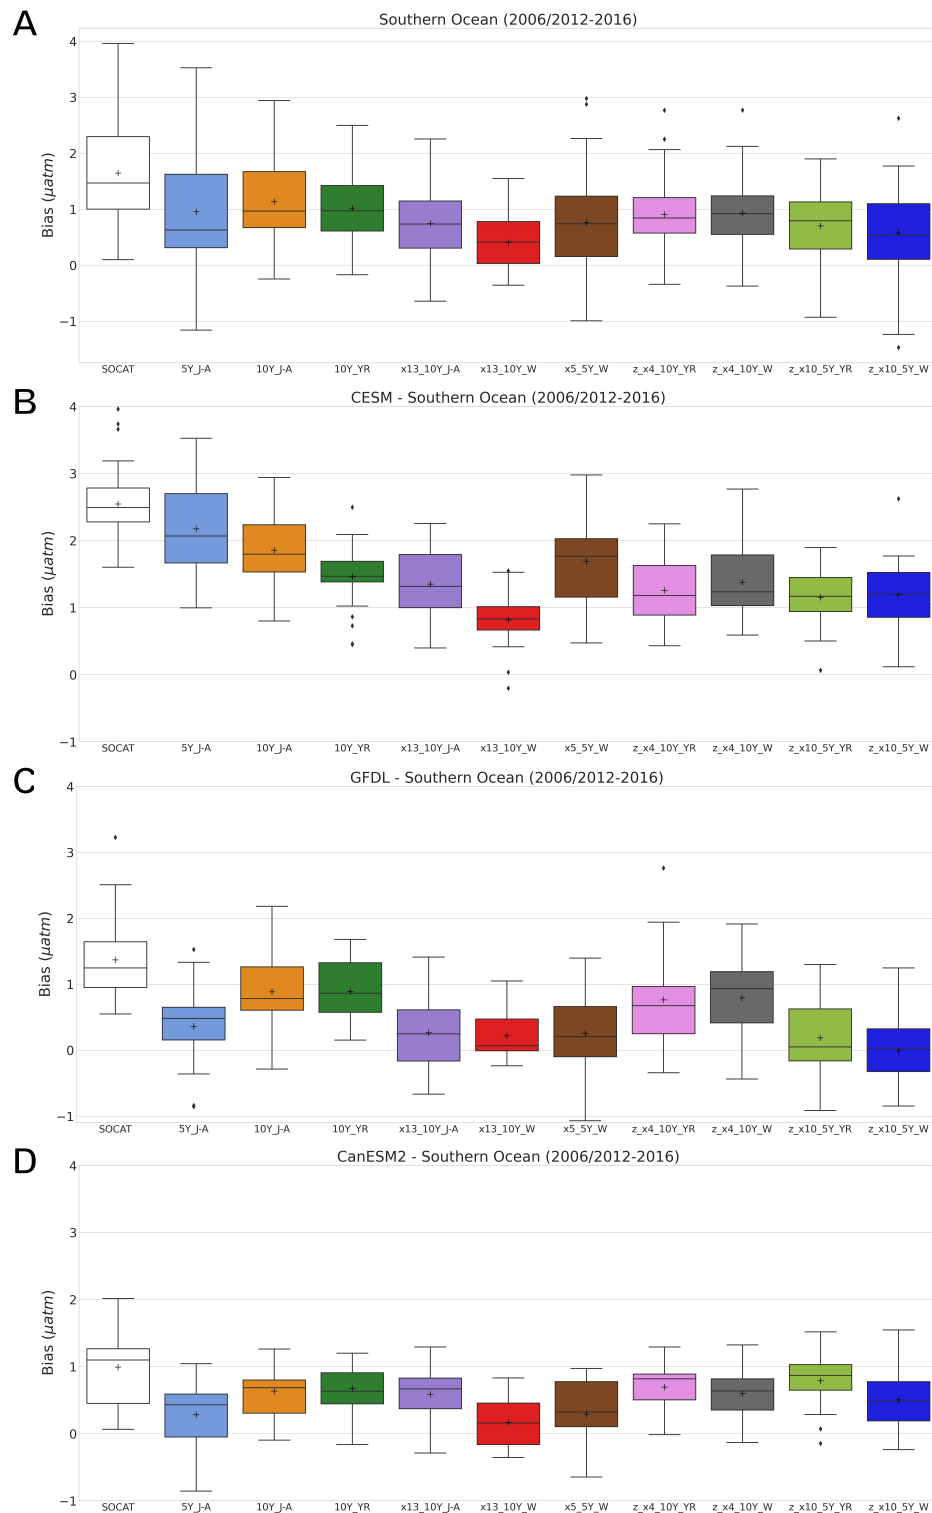 A
Southern Ocean (2006/2012-2016)
4
3
2
1
0
−1
Bias (μatm)
SOCAT 5Y_J-A 10Y_J-A 10Y_YR x13_10Y_J-A x13_10Y_W x5_5Y_W z_x4_10Y_YR z_x4_10Y_W z_x10_5Y_YR z_x10_5Y_W
B
CESM - Southern Ocean (2006/2012-2016)
4
3
2
1
0
−1
Bias (μatm)
SOCAT 5Y_J-A 10Y_J-A 10Y_YR x13_10Y_J-A x13_10Y_W x5_5Y_W z_x4_10Y_YR z_x4_10Y_W z_x10_5Y_YR z_x10_5Y_W
C
GFDL - Southern Ocean (2006/2012-2016)
4
3
2
1
0
−1
Bias (μatm)
SOCAT 5Y_J-A 10Y_J-A 10Y_YR x13_10Y_J-A x13_10Y_W x5_5Y_W z_x4_10Y_YR z_x4_10Y_W z_x10_5Y_YR z_x10_5Y_W
D
CanESM2 - Southern Ocean (2006/2012-2016)
4
3
2
1
0
−1
Bias (μatm)
SOCAT 5Y_J-A 10Y_J-A 10Y_YR x13_10Y_J-A x13_10Y_W x5_5Y_W z_x4_10Y_YR z_x4_10Y_W z_x10_5Y_YR z_x10_5Y_W